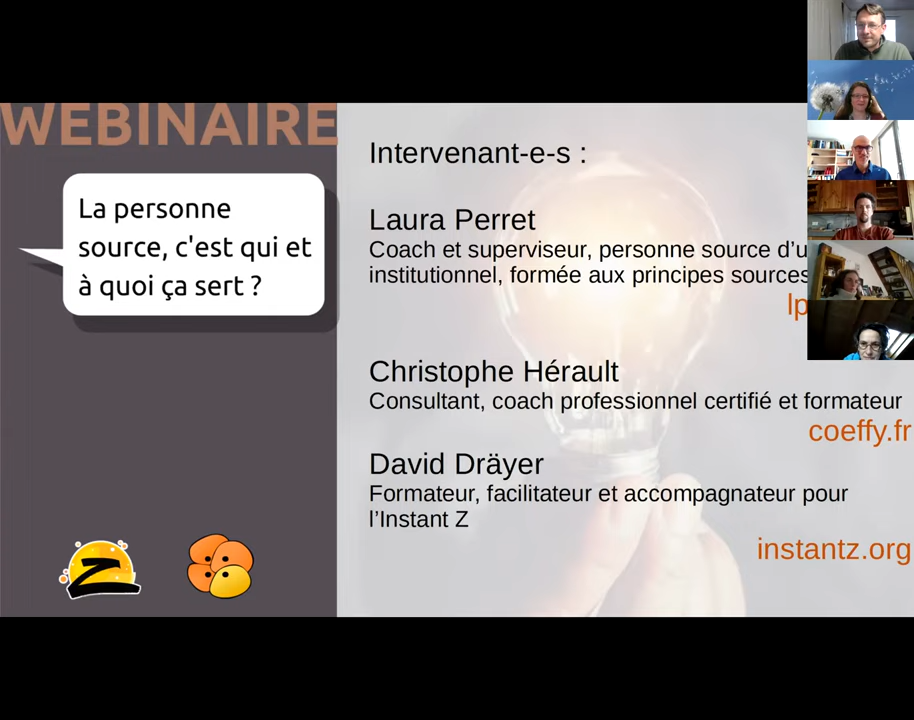 WEBINAIRE
La personne
source, c'est qui et
à quoi ça sert ?
Intervenant-e-s :
Laura Perret
Coach et superviseur, personne source d'u
institutionnel, formée aux principes sources
lp
Christophe Hérault
Consultant, coach professionnel certifié et formateur
coeffy.fr
David Dräyer
Formateur, facilitateur et accompagnateur pour
l'Instant Z
instantz.org
Z